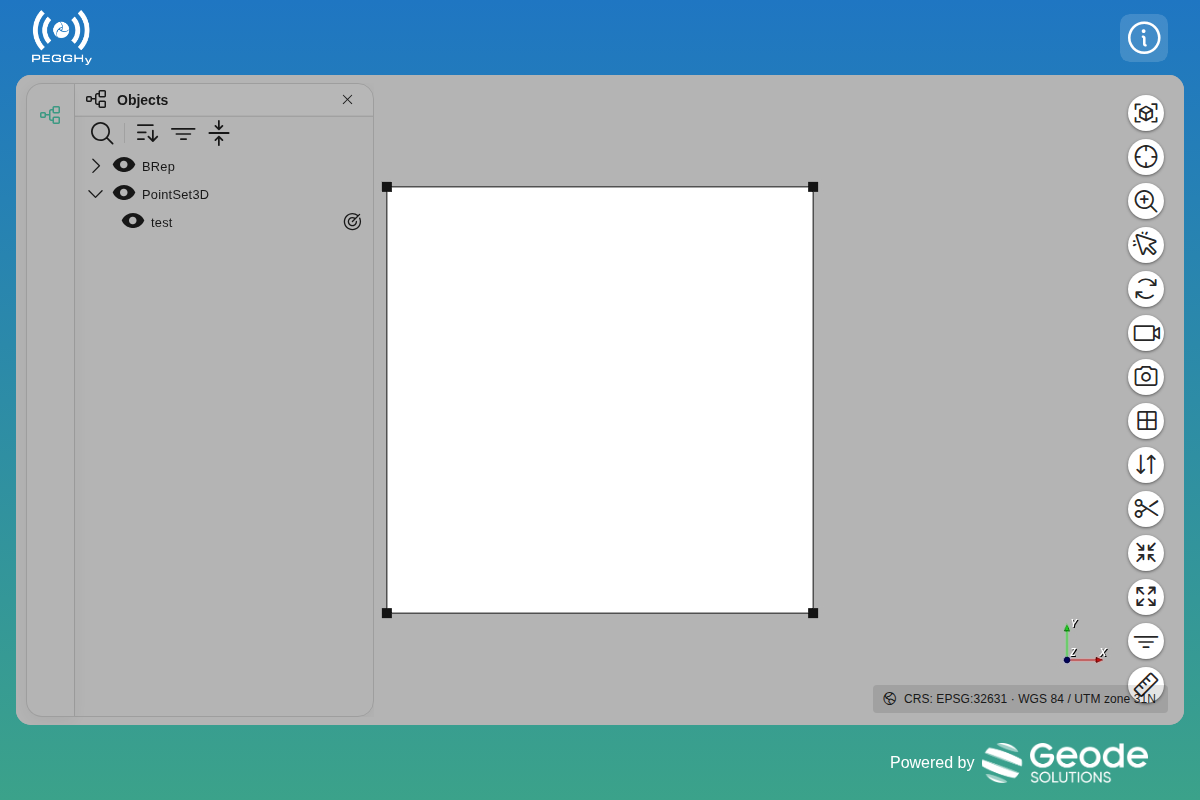 PEGGHy
Objects
BRep
PointSet3D
test
Y
Z
X
CRS: EPSG:32631 · WGS 84 / UTM zone 31N
Powered by
Geode
SOLUTIONS